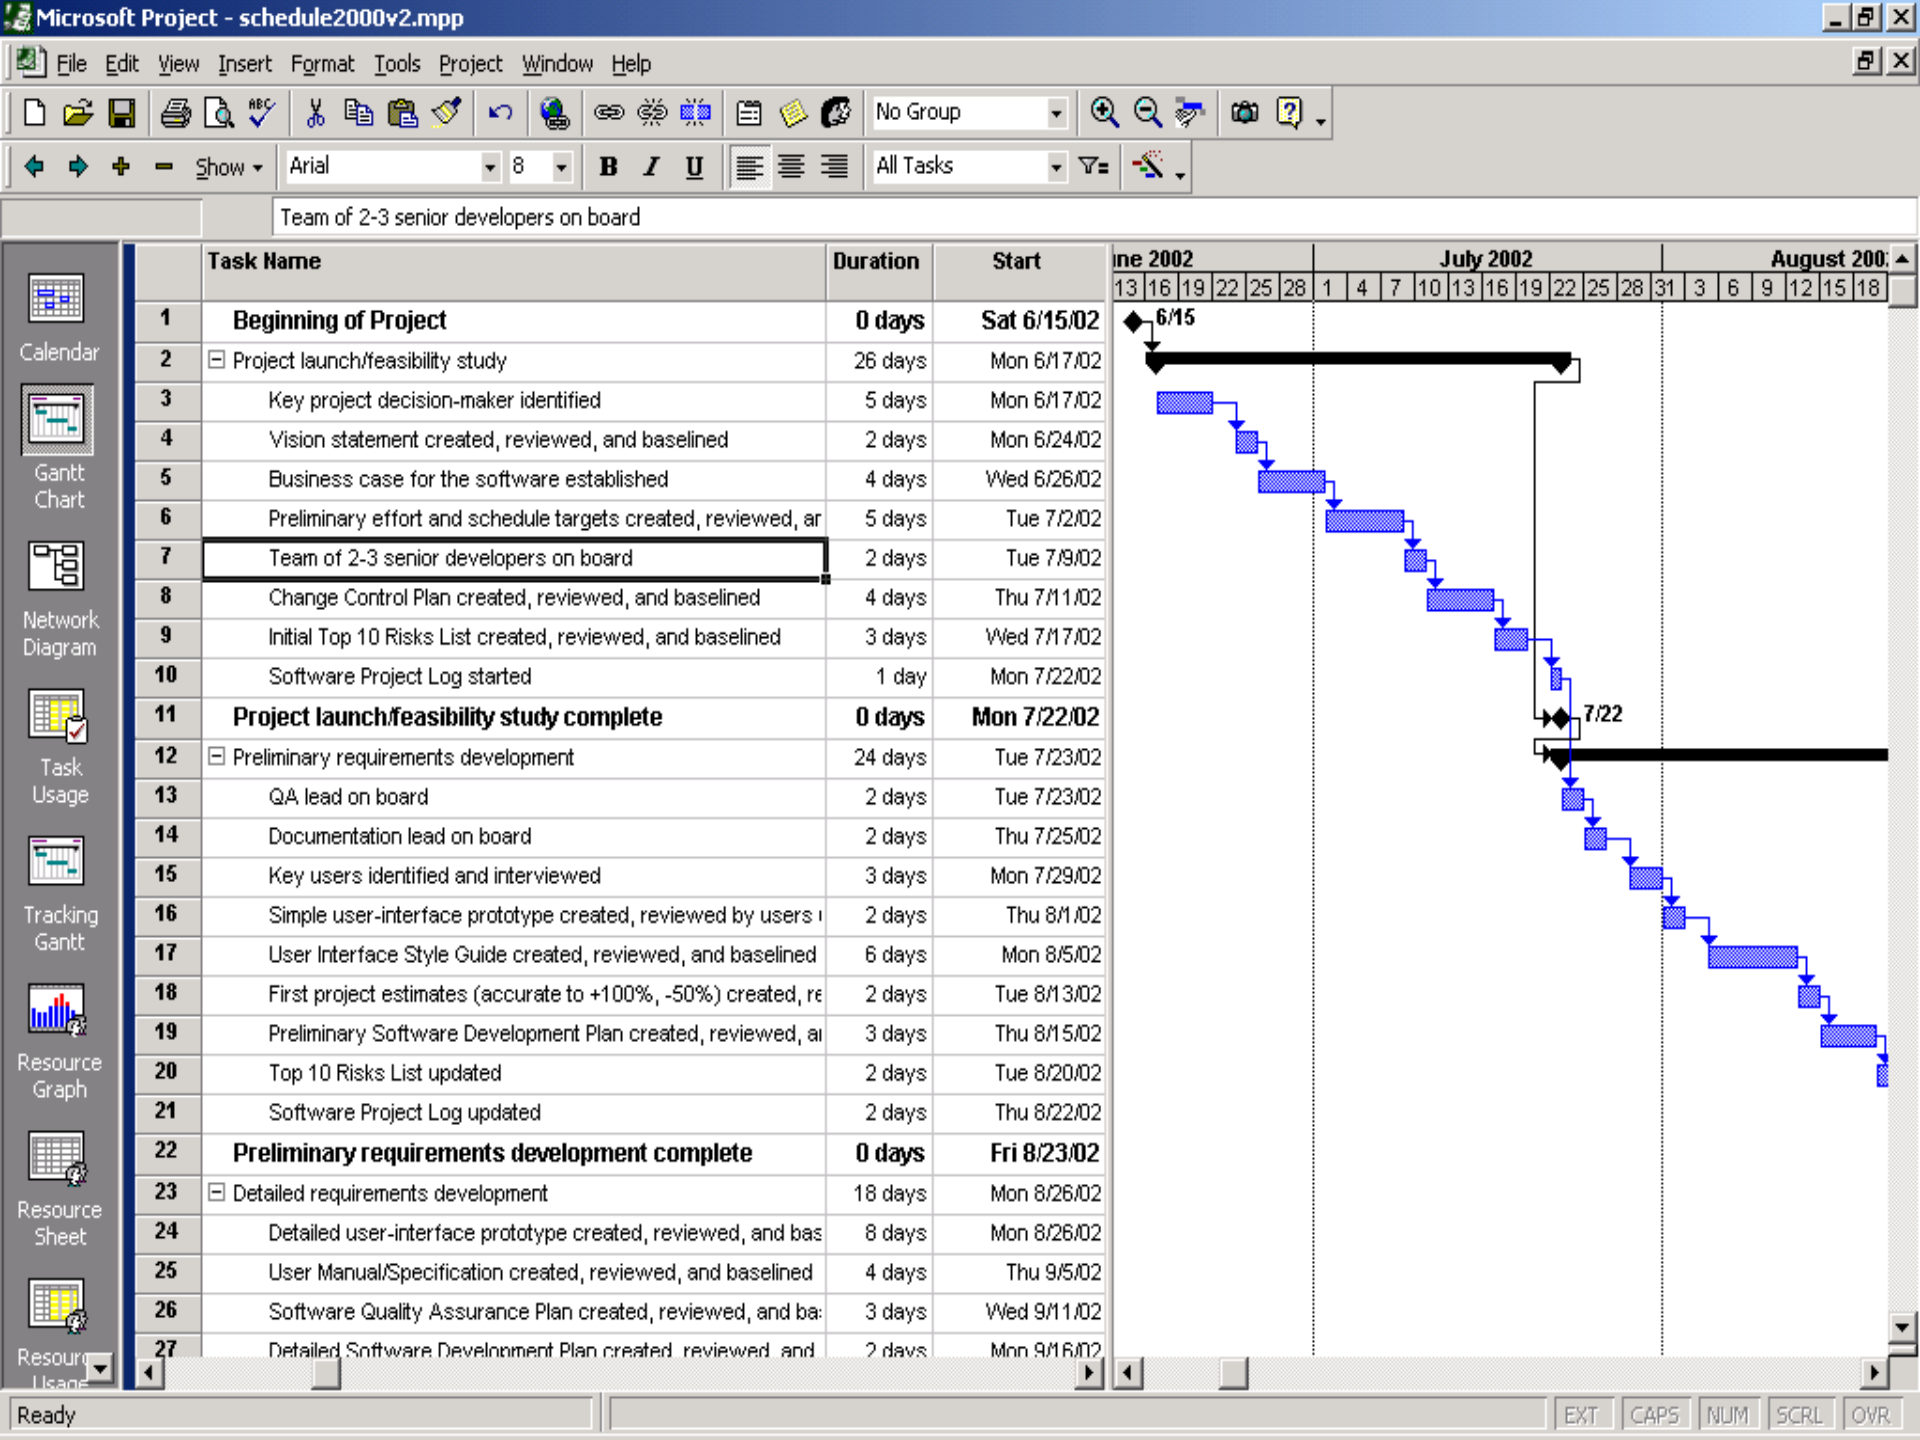 Microsoft Project - schedule2000v2.mpp
File Edit View Insert Format Tools Project Window Help
ABC No Group ?
Show Arial 8 B I U All Tasks
Team of 2-3 senior developers on board
Calendar
Gantt
Chart
Network
Diagram
Task
Usage
Tracking
Gantt
Resource
Graph
Resource
Sheet
Resour
Usage
Task Name Duration Start
1 Beginning of Project 0 days Sat 6/15/02
2 Project launch/feasibility study 26 days Mon 6/17/02
3 Key project decision-maker identified 5 days Mon 6/17/02
4 Vision statement created, reviewed, and baselined 2 days Mon 6/24/02
5 Business case for the software established 4 days Wed 6/26/02
6 Preliminary effort and schedule targets created, reviewed, ar 5 days Tue 7/2/02
7 Team of 2-3 senior developers on board 2 days Tue 7/9/02
8 Change Control Plan created, reviewed, and baselined 4 days Thu 7/11/02
9 Initial Top 10 Risks List created, reviewed, and baselined 3 days Wed 7/17/02
10 Software Project Log started 1 day Mon 7/22/02
11 Project launch/feasibility study complete 0 days Mon 7/22/02
12 Preliminary requirements development 24 days Tue 7/23/02
13 QA lead on board 2 days Tue 7/23/02
14 Documentation lead on board 2 days Thu 7/25/02
15 Key users identified and interviewed 3 days Mon 7/29/02
16 Simple user-interface prototype created, reviewed by users 2 days Thu 8/1/02
17 User Interface Style Guide created, reviewed, and baselined 6 days Mon 8/5/02
18 First project estimates (accurate to +100%, -50%) created, re 2 days Tue 8/13/02
19 Preliminary Software Development Plan created, reviewed, ai 3 days Thu 8/15/02
20 Top 10 Risks List updated 2 days Tue 8/20/02
21 Software Project Log updated 2 days Thu 8/22/02
22 Preliminary requirements development complete 0 days Fri 8/23/02
23 Detailed requirements development 18 days Mon 8/26/02
24 Detailed user-interface prototype created, reviewed, and bas 8 days Mon 8/26/02
25 User Manual/Specification created, reviewed, and baselined 4 days Thu 9/5/02
26 Software Quality Assurance Plan created, reviewed, and ba 3 days Wed 9/11/02
27 Detailed Software Development Plan created, reviewed, and 2 days Mon 9/16/02
ne 2002 July 2002 August 200
13 16 19 22 25 28 1 4 7 10 13 16 19 22 25 28 31 3 6 9 12 15 18
6/15
7/22
Ready EXT CAPS NUM SCRL OVR